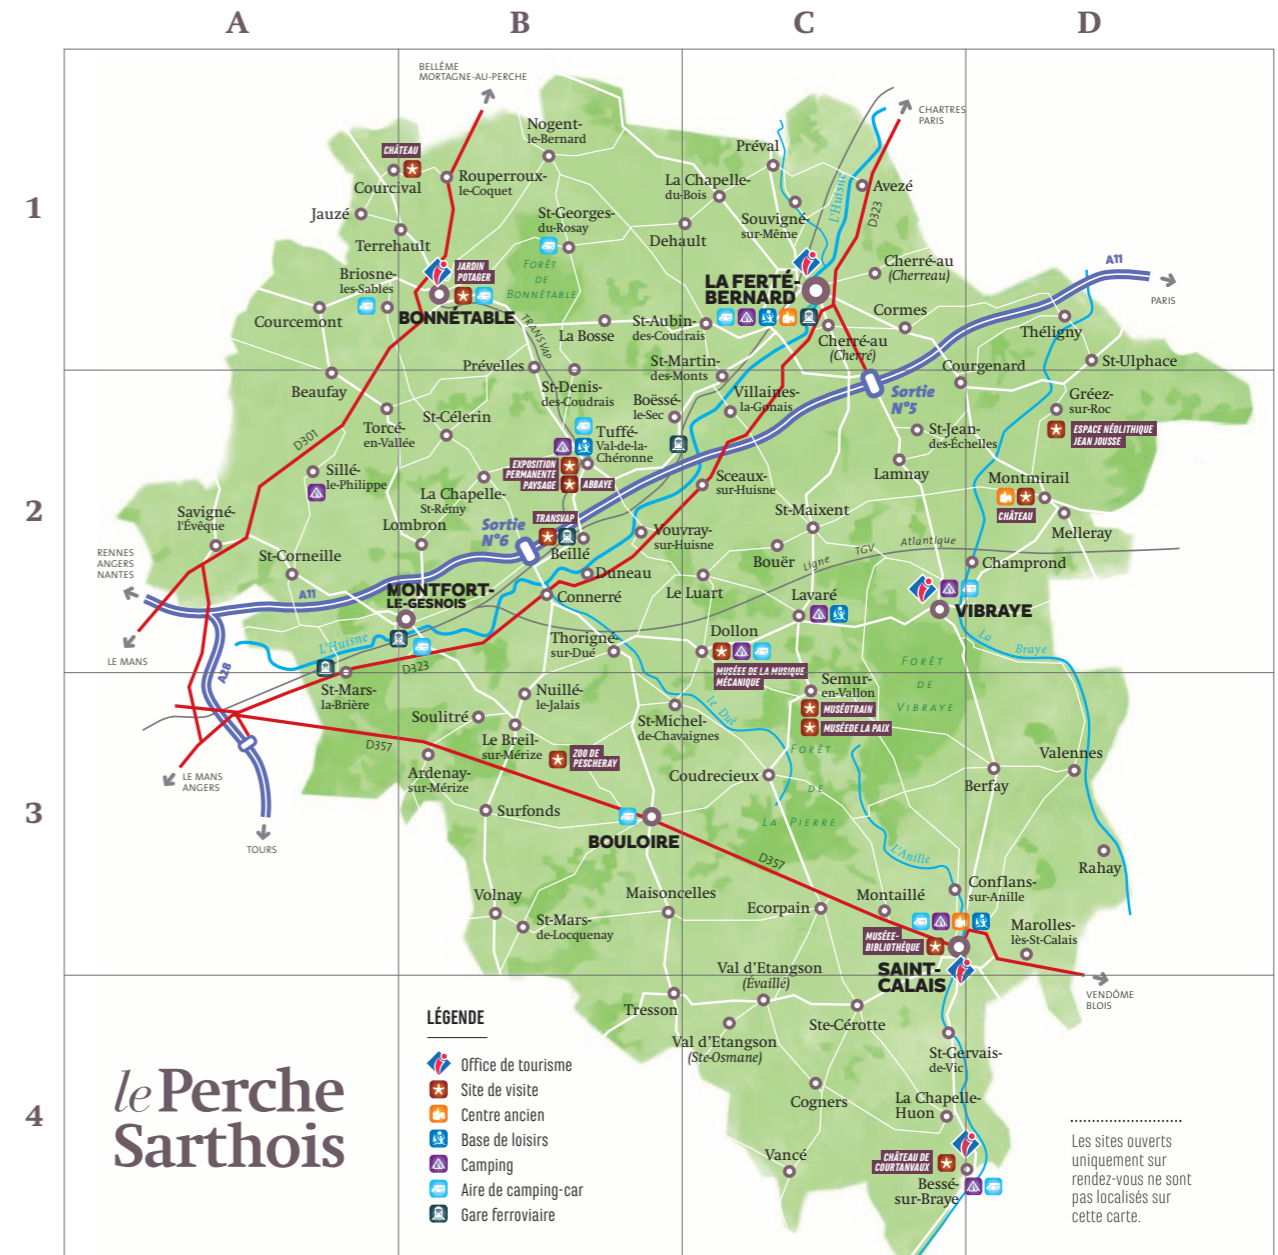 A
B
C
D
1
2
3
4
BELLÊME
MORTAGNE-AU-PERCHE
CHARTRES
PARIS
Nogent-
le-Bernard
Préval
CHÂTEAU
Courcival
Rouperroux-
le-Coquet
La Chapelle-
du-Bois
Avezé
L'Huisne
D323
Jauzé
Terrehault
St-Georges-
du-Rosay
Dehault
Souvigné-
sur-Même
Briosne-
les-Sables
JARDIN
POTAGER
FORÊT
DE
BONNÉTABLE
LA FERTÉ-
BERNARD
Cherré-au
(Cherreau)
A11
PARIS
Courcemont
BONNÉTABLE
TRANSVAP
La Bosse
St-Aubin-
des-Coudrais
Cherré-au
(Cherré)
Cormes
Théligny
Prévelles
St-Martin-
des-Monts
Courgenard
St-Ulphace
Beaufay
St-Denis-
des-Coudrais
Boëssé-
le-Sec
Villaines-
la-Gonais
Sortie
N°5
Gréez-
sur-Roc
ESPACE NÉOLITHIQUE
JEAN JOUSSE
Torcé-
en-Vallée
St-Célerin
D301
Tuffé-
Val-de-la-
Chéronne
St-Jean-
des-Échelles
Sillé-
le-Philippe
EXPOSITION
PERMANENTE
PAYSAGE
ABBAYE
Lamnay
Montmirail
CHÂTEAU
Sceaux-
sur-Huisne
La Chapelle-
St-Rémy
Savigné-
l'Évêque
Lombron
Sortie
N°6
TRANSVAP
Beillé
Vouvray-
sur-Huisne
St-Maixent
Melleray
RENNES
ANGERS
NANTES
St-Corneille
Bouër
Ligne
TGV
Atlantique
Champrond
A11
MONTFORT-
LE-GESNOIS
Duneau
Connerré
Le Luart
Lavaré
VIBRAYE
LE MANS
L'Huisne
Thorigné-
sur-Dué
Dollon
La
Braye
A28
D323
MUSÉEE DE LA MUSIQUE
MÉCANIQUE
FORÊT
DE
VIBRAYE
St-Mars-
la-Brière
Nuillé-
le-Jalais
Semur-
en-Vallon
MUSÉOTRAIN
MUSÉEDE LA PAIX
Soulitré
St-Michel-
de-Chavaignes
le Dué
D357
Le Breil-
sur-Mérize
ZOO DE
PESCHERAY
FORÊT
DE
LA PIERRE
Valennes
LE MANS
ANGERS
Ardenay-
sur-Mérize
Coudrecieux
Berfay
Surfonds
TOURS
BOULOIRE
D357
L'Anille
Rahay
Volnay
Maisoncelles
Ecorpain
Montaillé
Conflans-
sur-Anille
St-Mars-
de-Locquenay
MUSÉEE-
BIBLIOTHÈQUE
Marolles-
lès-St-Calais
SAINT-
CALAIS
VENDÔME
BLOIS
Val d'Etangson
(Évaillé)
Tresson
Ste-Cérotte
Val d'Etangson
(Ste-Osmane)
St-Gervais-
de-Vic
Cogners
La Chapelle-
Huon
Vancé
CHÂTEAU DE
COURTANVAUX
Bessé-
sur-Braye
LÉGENDE
Office de tourisme
Site de visite
Centre ancien
Base de loisirs
Camping
Aire de camping-car
Gare ferroviaire
le Perche
Sarthois
Les sites ouverts
uniquement sur
rendez-vous ne sont
pas localisés sur
cette carte.